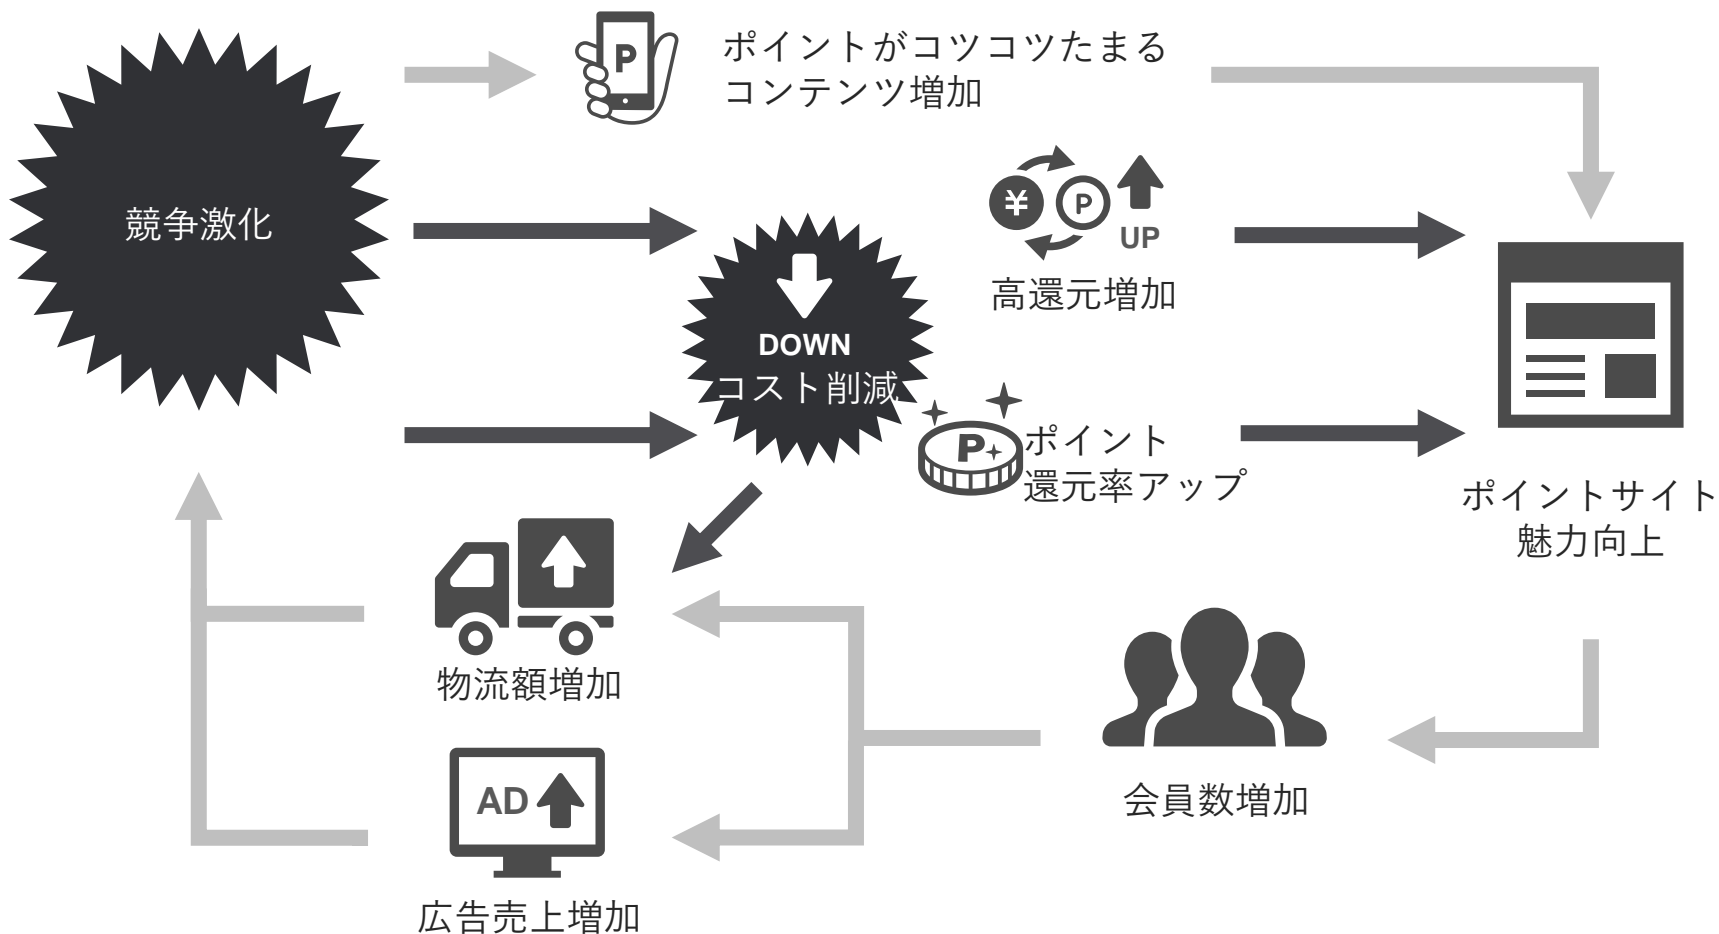 P
ポイントがコツコツたまる
コンテンツ増加
競争激化
¥
P
UP
高還元増加
DOWN
コスト削減
P
ポイント
還元率アップ
ポイントサイト
魅力向上
物流額増加
会員数増加
AD
広告売上増加